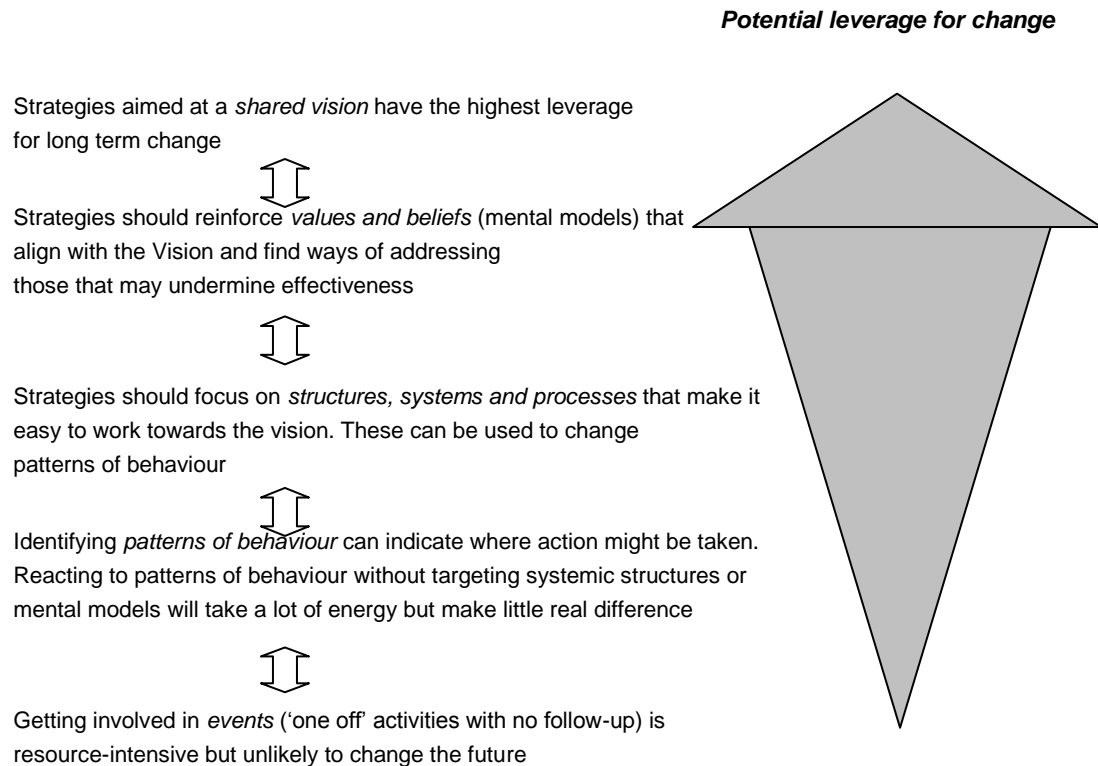 Potential leverage for change
Strategies aimed at a shared vision have the highest leverage
for long term change
Strategies should reinforce values and beliefs (mental models) that
align with the Vision and find ways of addressing
those that may undermine effectiveness
Strategies should focus on structures, systems and processes that make it
easy to work towards the vision. These can be used to change
patterns of behaviour
Identifying patterns of behaviour can indicate where action might be taken.
Reacting to patterns of behaviour without targeting systemic structures or
mental models will take a lot of energy but make little real difference
Getting involved in events (‘one off’ activities with no follow-up) is
resource-intensive but unlikely to change the future